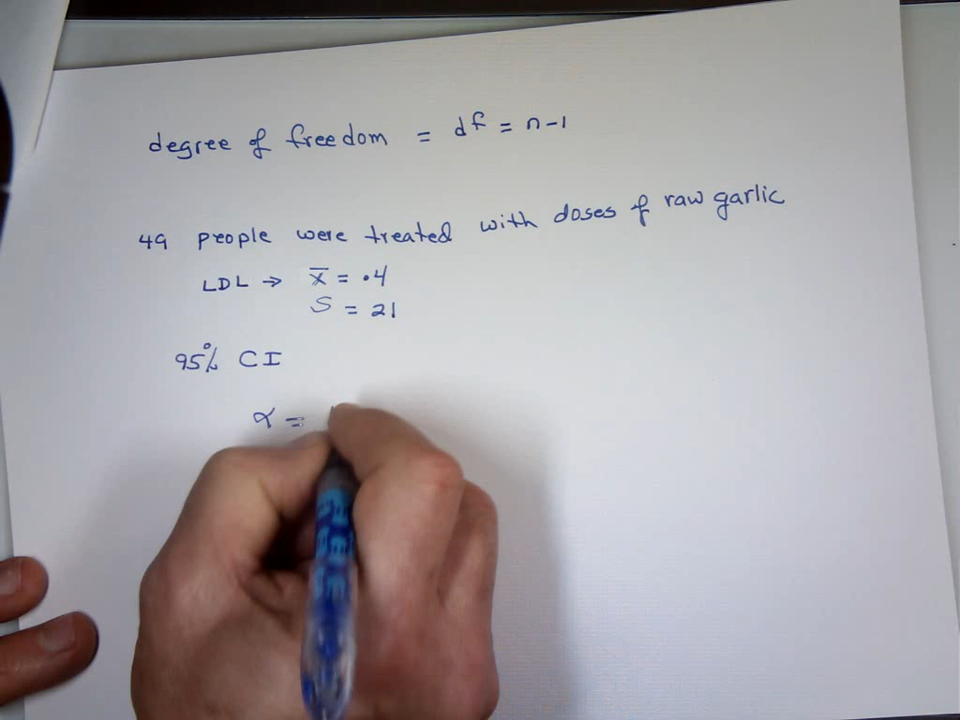 degree of freedom = df = n-1
49 people were treated with doses of raw garlic
LDL → x̄ = .4
S = 21
95% CI
α =